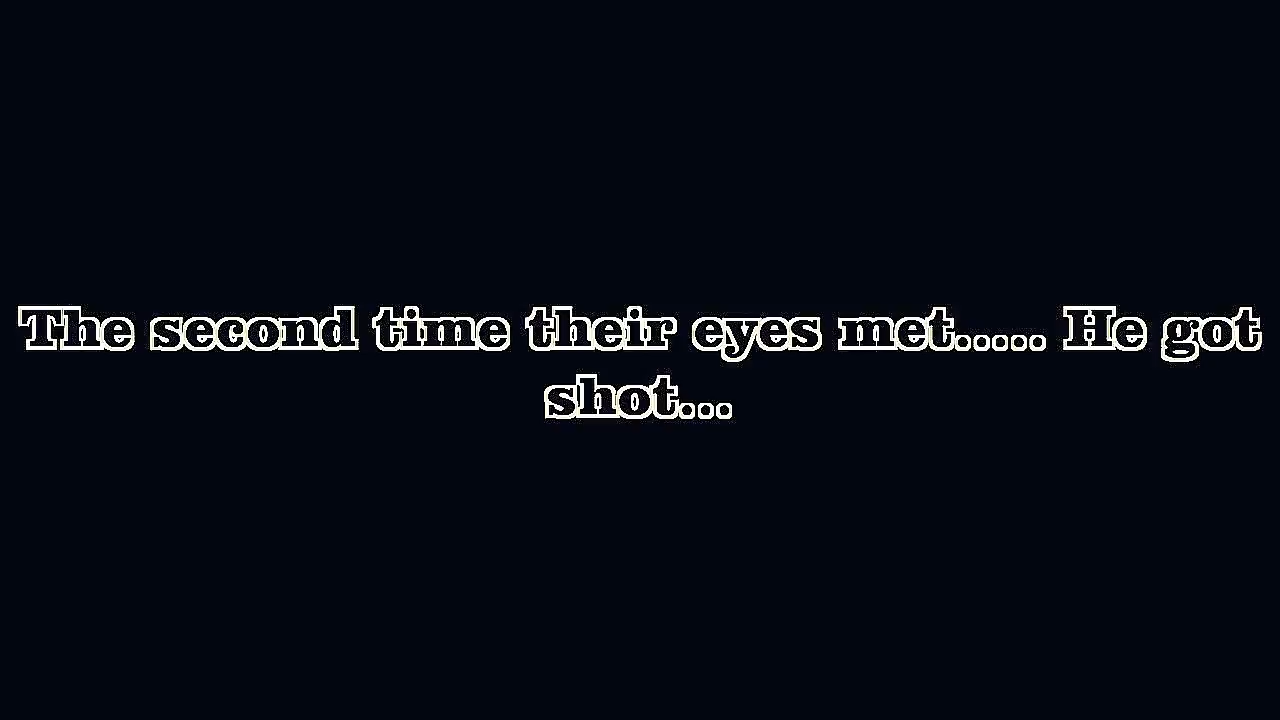 The second time their eyes met..... He got
shot...